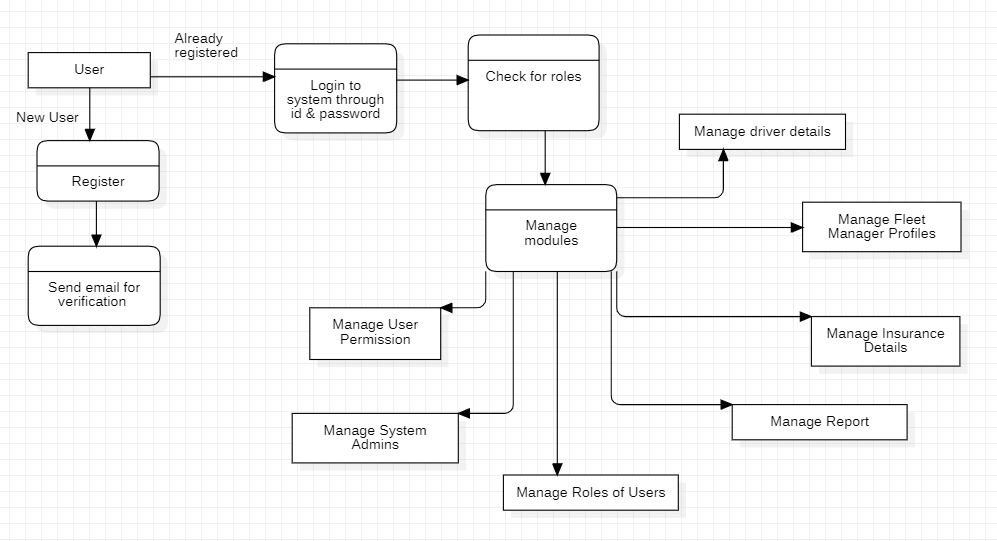 Already
registered
User
Login to
system through
id & password
Check for roles
New User
Register
Send email for
verification
Manage driver details
Manage
modules
Manage Fleet
Manager Profiles
Manage User
Permission
Manage Insurance
Details
Manage System
Admins
Manage Report
Manage Roles of Users